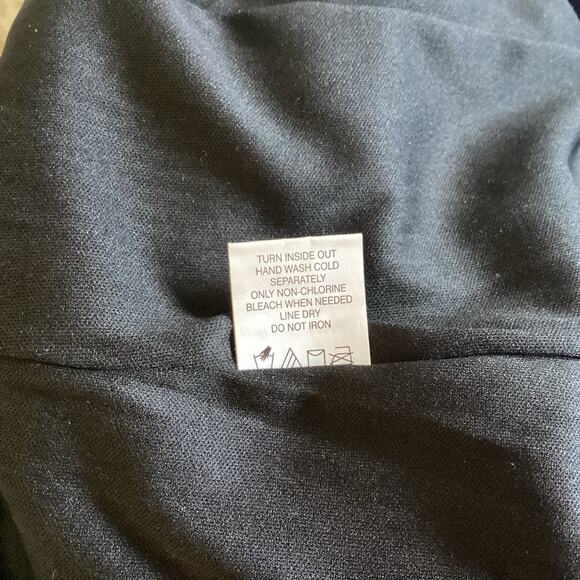 TURN INSIDE OUT
HAND WASH COLD
SEPARATELY
ONLY NON-CHLORINE
BLEACH WHEN NEEDED
LINE DRY
DO NOT IRON